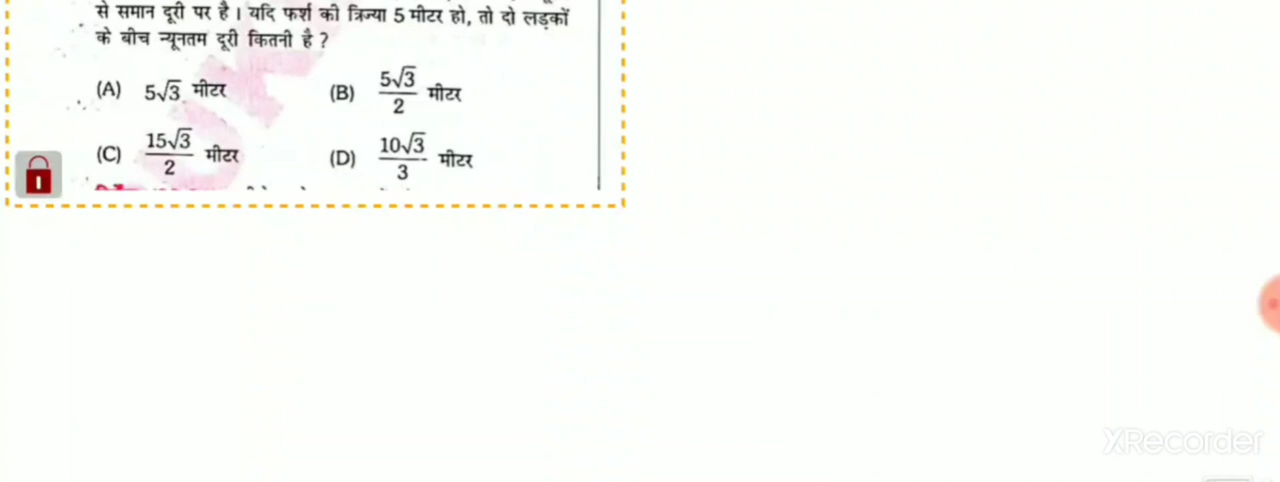 से समान दूरी पर है। यदि फर्श की त्रिज्या 5 मीटर हो, तो दो लड़कों
के बीच न्यूनतम दूरी कितनी है ?
(A) 5√3 मीटर (B) 5√3/2 मीटर
(C) 15√3/2 मीटर (D) 10√3/3 मीटर
XRecorder